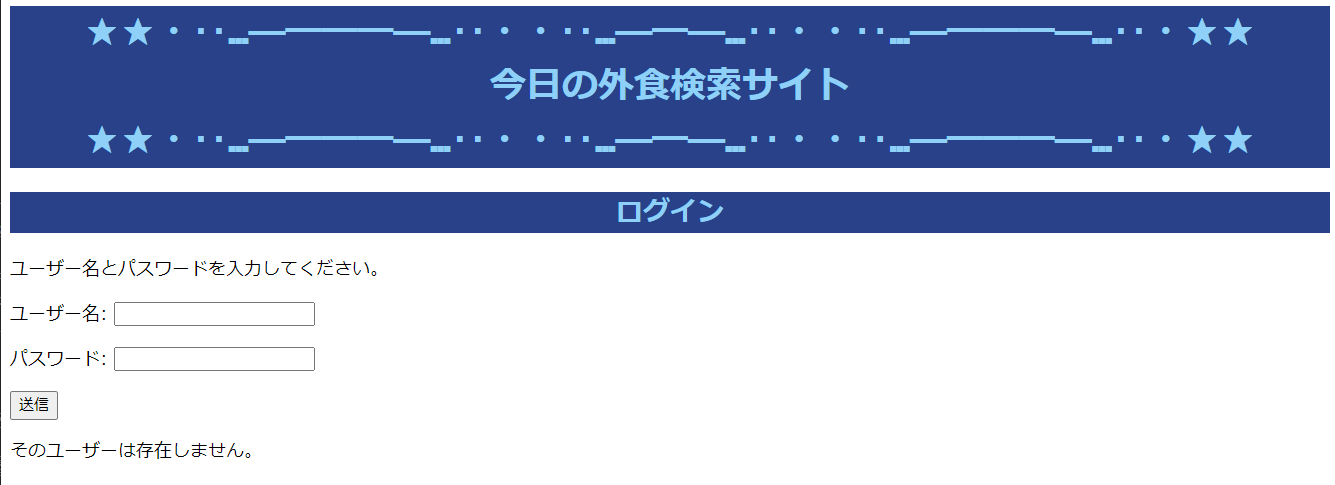 ★★・‥…━━━━━━…‥・・‥…━━━━…‥・・‥…━━━━━━…‥・★★
今日の外食検索サイト
★★・‥…━━━━━━…‥・・‥…━━━━…‥・・‥…━━━━━━…‥・★★
ログイン
ユーザー名とパスワードを入力してください。
ユーザー名:
パスワード:
送信
そのユーザーは存在しません。